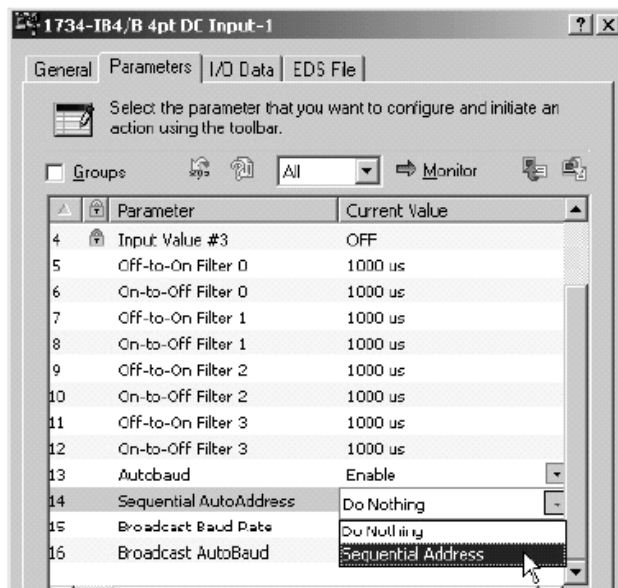 1734-IB4/B 4pt DC Input-1
General Parameters I/O Data EDS File
Select the parameter that you want to configure and initiate an
action using the toolbar.
Groups All Monitor
Parameter Current Value
4 Input Value #3 OFF
5 Off-to-On Filter 0 1000 us
6 On-to-Off Filter 0 1000 us
7 Off-to-On Filter 1 1000 us
8 On-to-Off Filter 1 1000 us
9 Off-to-On Filter 2 1000 us
10 On-to-Off Filter 2 1000 us
11 Off-to-On Filter 3 1000 us
12 On-to-Off Filter 3 1000 us
13 Autobaud Enable
14 Sequential AutoAddress Do Nothing
15 Broadcast Baud Rate Do Nothing
16 Broadcast AutoBaud Sequential Address